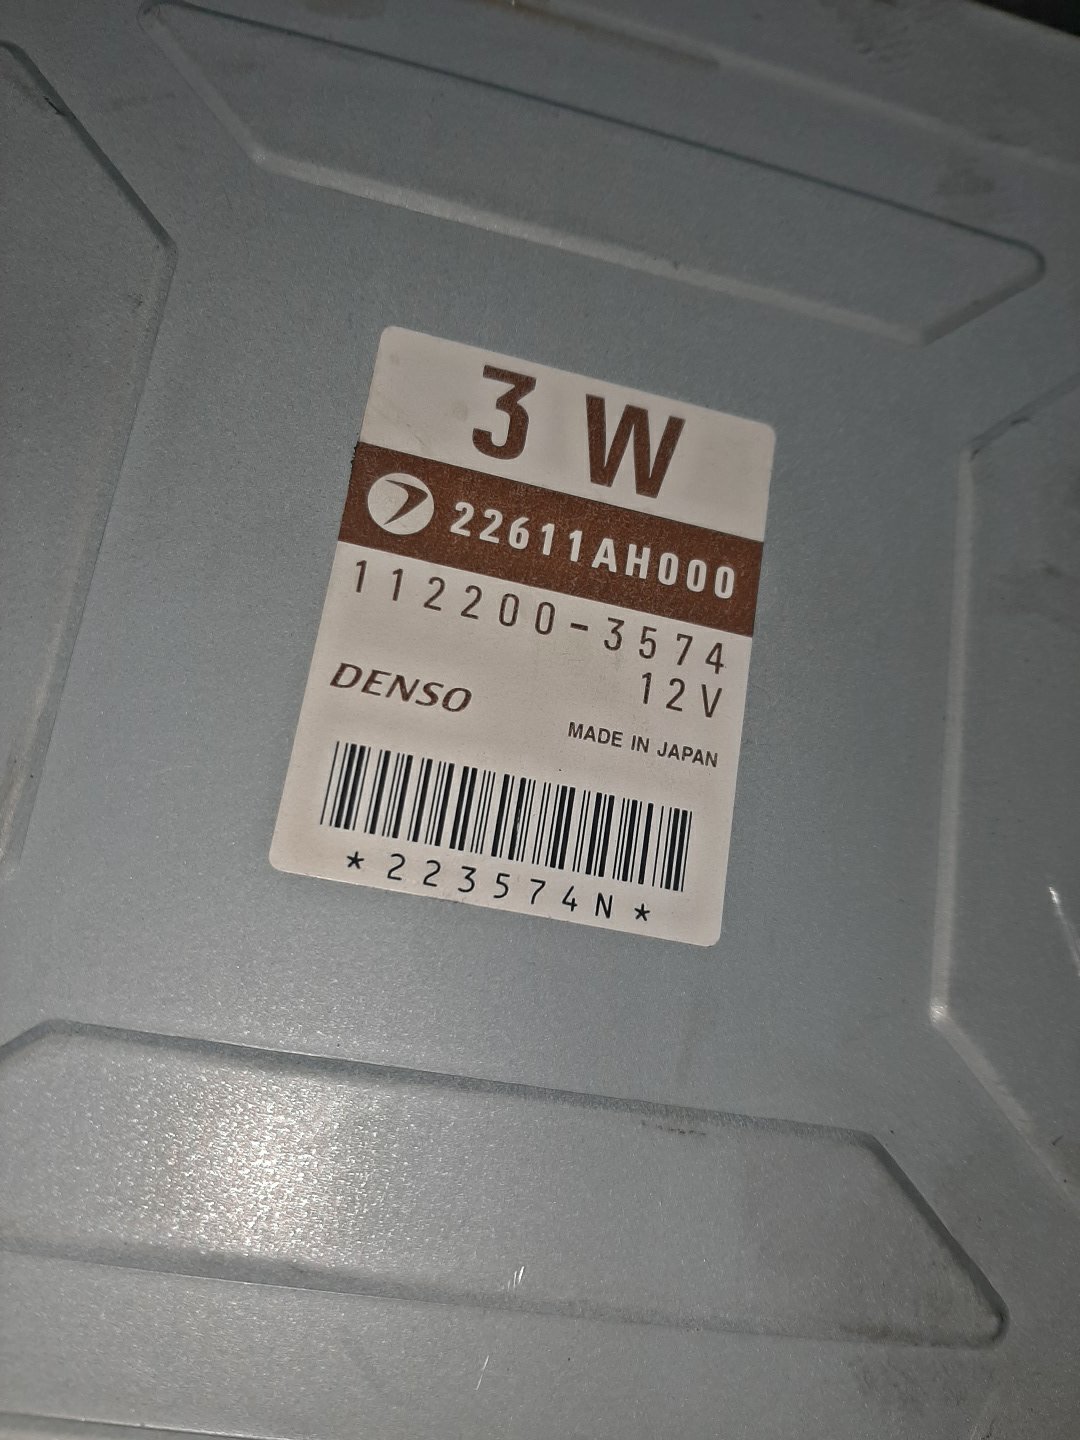 3 W
22611AH000
112200-3574
12V
DENSO
MADE IN JAPAN
*223574N*